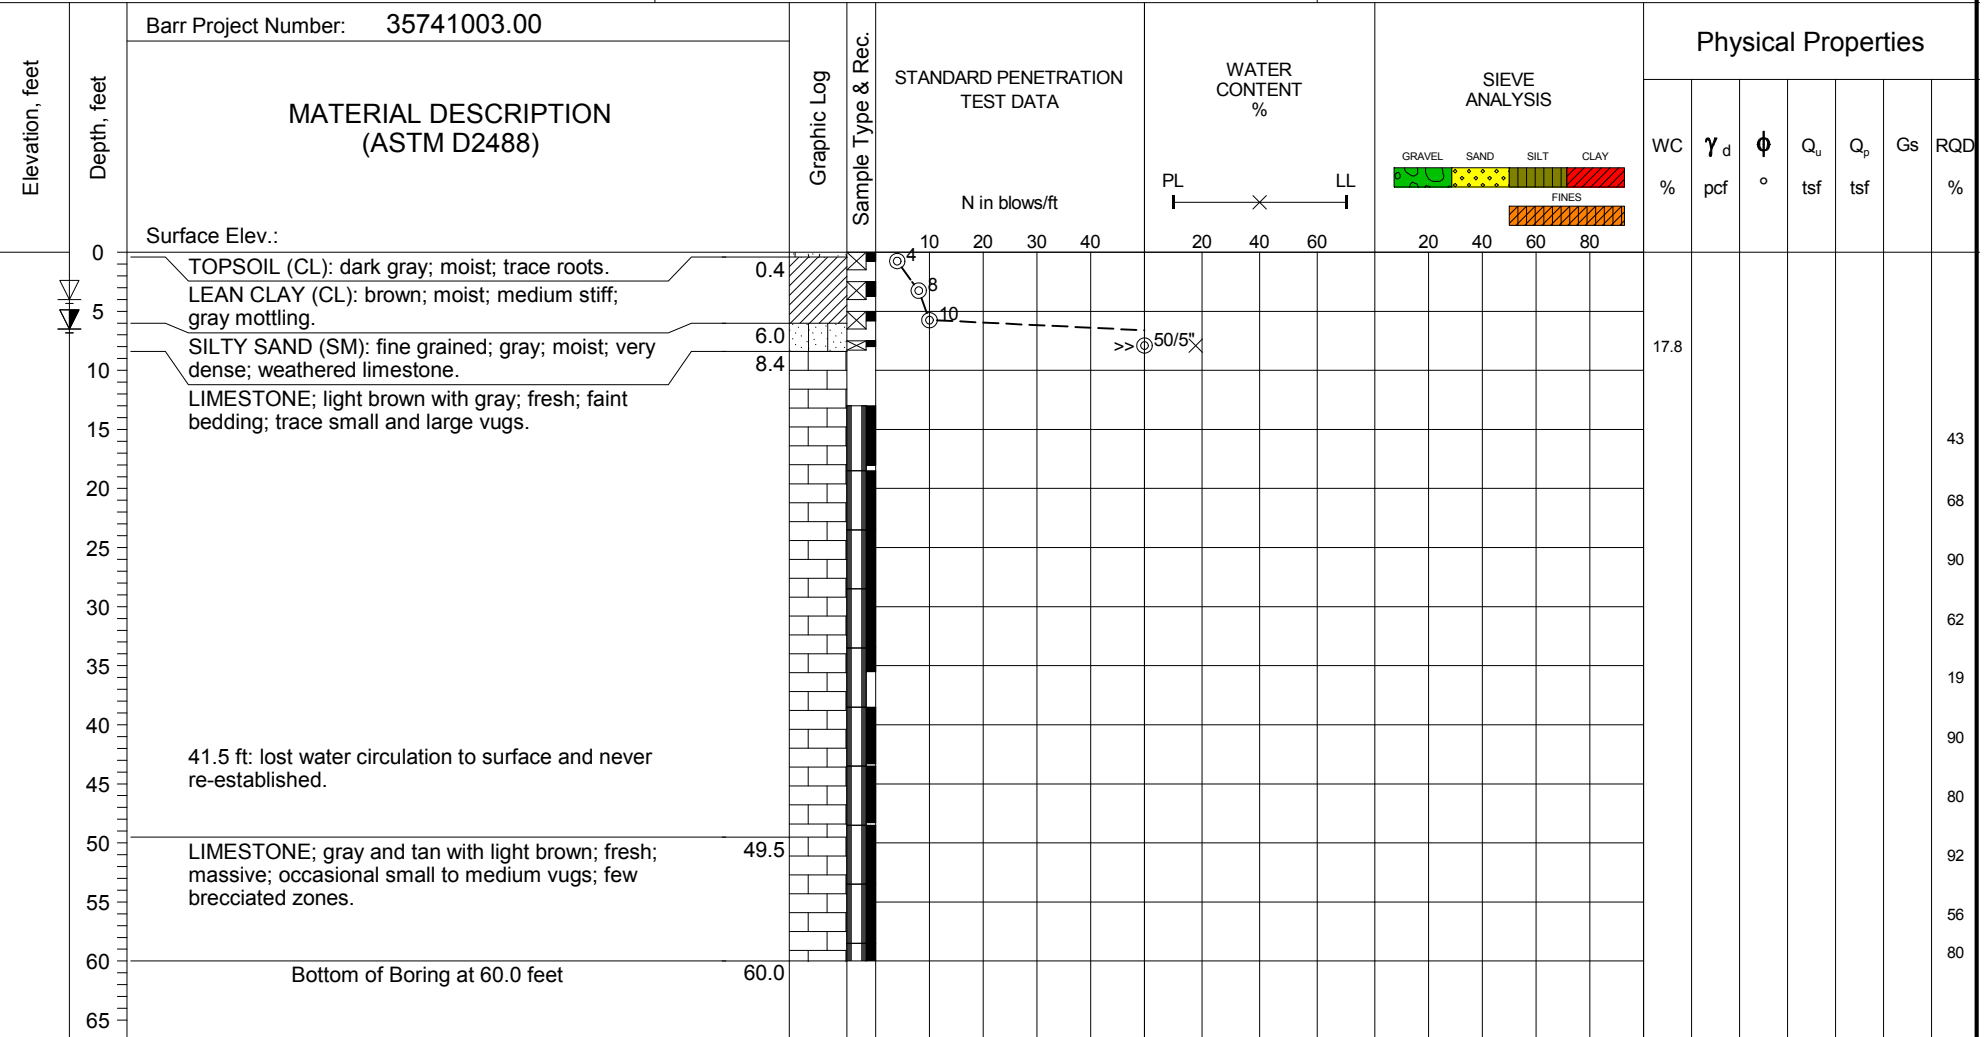 Barr Project Number: 35741003.00
Elevation, feet
Depth, feet
MATERIAL DESCRIPTION
(ASTM D2488)
Surface Elev.:
Graphic Log
Sample Type & Rec.
STANDARD PENETRATION
TEST DATA
N in blows/ft
10 20 30 40
WATER
CONTENT
%
PL LL
20 40 60
SIEVE
ANALYSIS
GRAVEL SAND SILT CLAY
FINES
20 40 60 80
Physical Properties
WC
%
γ d
pcf
ϕ
°
Qu
tsf
Qp
tsf
Gs
RQD
%
0
TOPSOIL (CL): dark gray; moist; trace roots.
0.4
4
LEAN CLAY (CL): brown; moist; medium stiff;
gray mottling.
8
5
10
6.0
SILTY SAND (SM): fine grained; gray; moist; very
dense; weathered limestone.
>> 50/5"
17.8
8.4
10
LIMESTONE; light brown with gray; fresh; faint
bedding; trace small and large vugs.
15
43
20
68
25
90
30
62
35
19
40
90
41.5 ft: lost water circulation to surface and never
re-established.
45
80
50
49.5
LIMESTONE; gray and tan with light brown; fresh;
massive; occasional small to medium vugs; few
brecciated zones.
92
55
56
80
60
Bottom of Boring at 60.0 feet
60.0
65